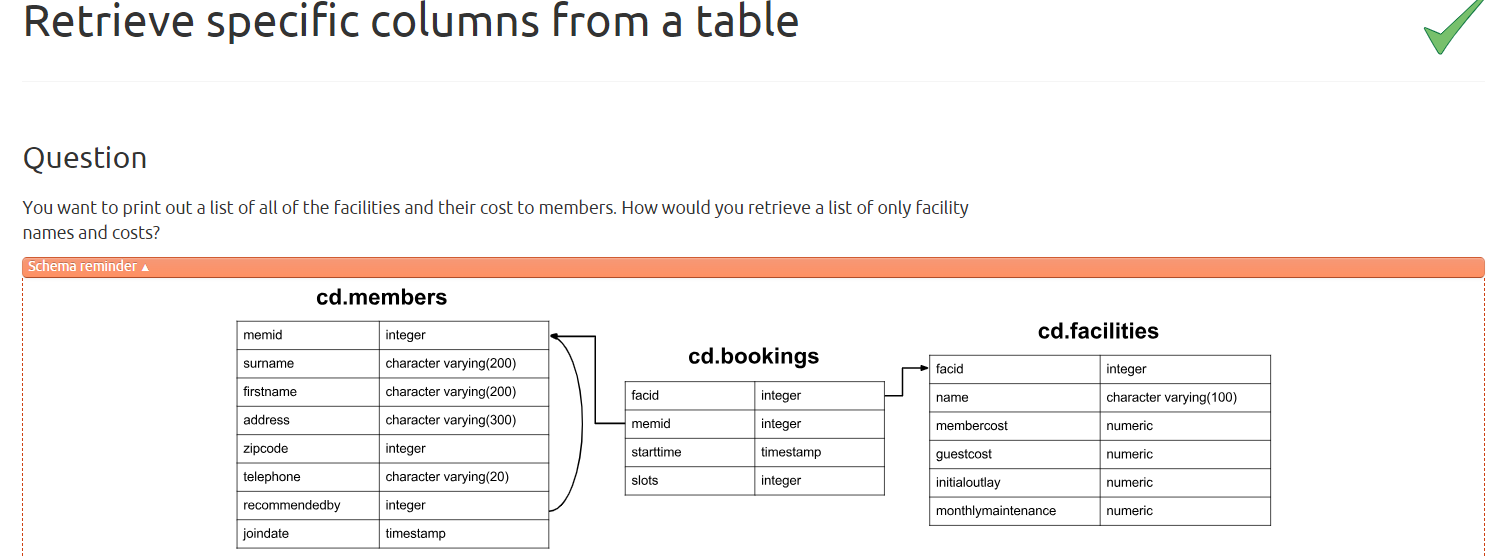 Retrieve specific columns from a table
Question
You want to print out a list of all of the facilities and their cost to members. How would you retrieve a list of only facility
names and costs?
Schema reminder ▲
cd.members
memid integer
surname character varying(200)
firstname character varying(200)
address character varying(300)
zipcode integer
telephone character varying(20)
recommendedby integer
joindate timestamp
cd.bookings
facid integer
memid integer
starttime timestamp
slots integer
cd.facilities
facid integer
name character varying(100)
membercost numeric
guestcost numeric
initialoutlay numeric
monthlymaintenance numeric